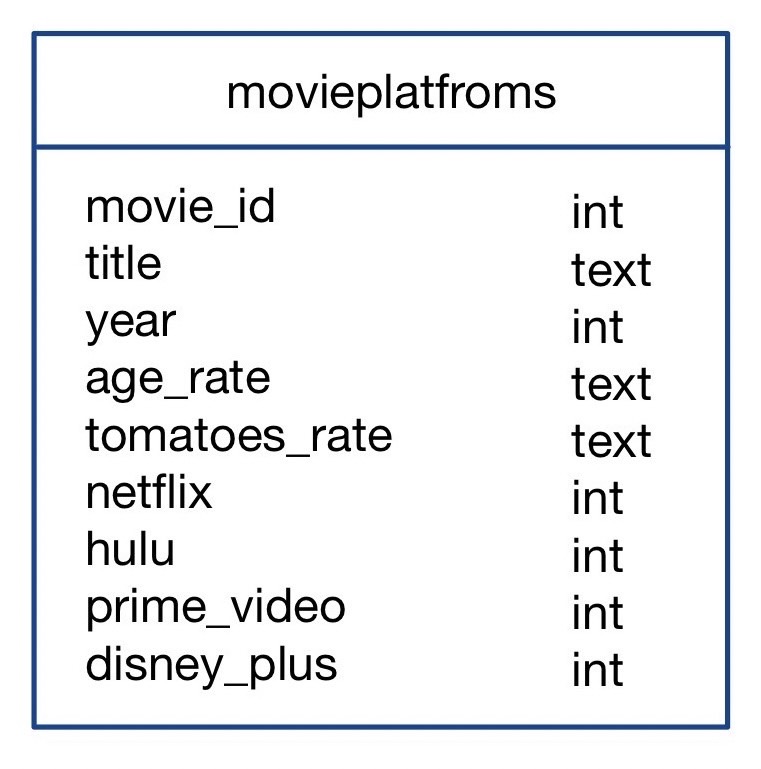 movieplatfroms
movie_id int
title text
year int
age_rate text
tomatoes_rate text
netflix int
hulu int
prime_video int
disney_plus int